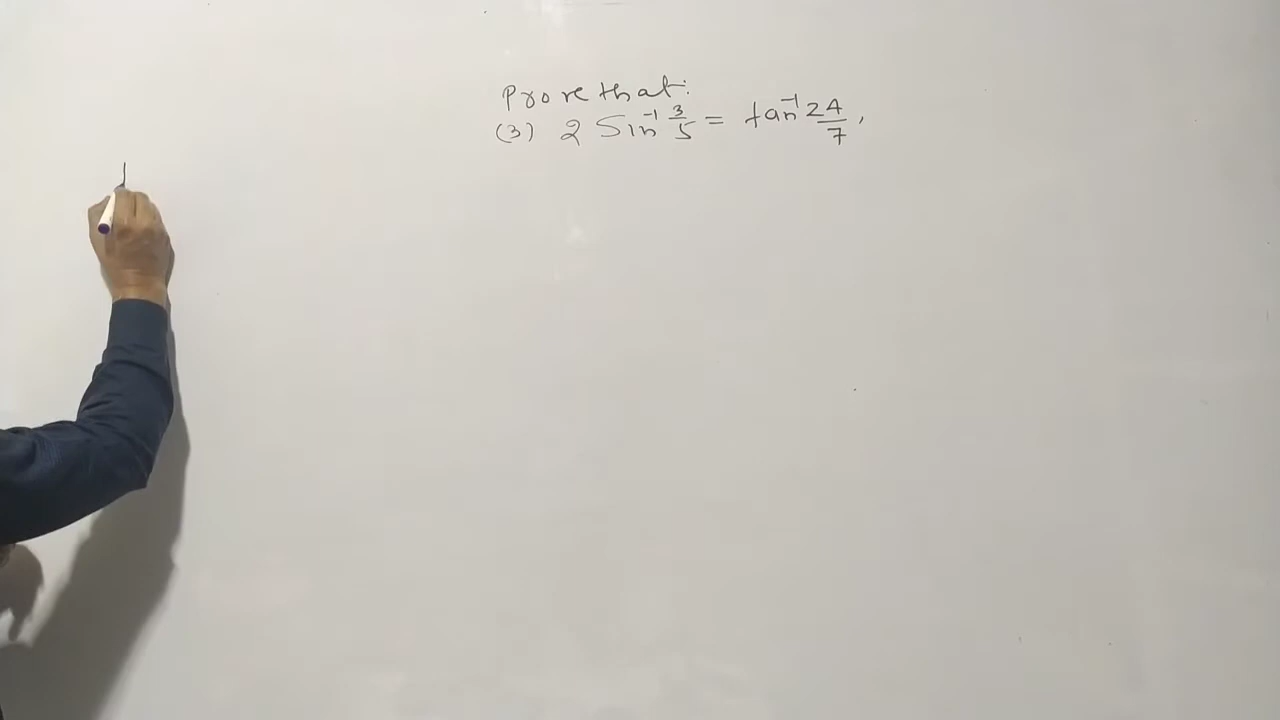 Prove that:
(3) 2 Sin⁻¹ 3/5 = tan⁻¹ 24/7,